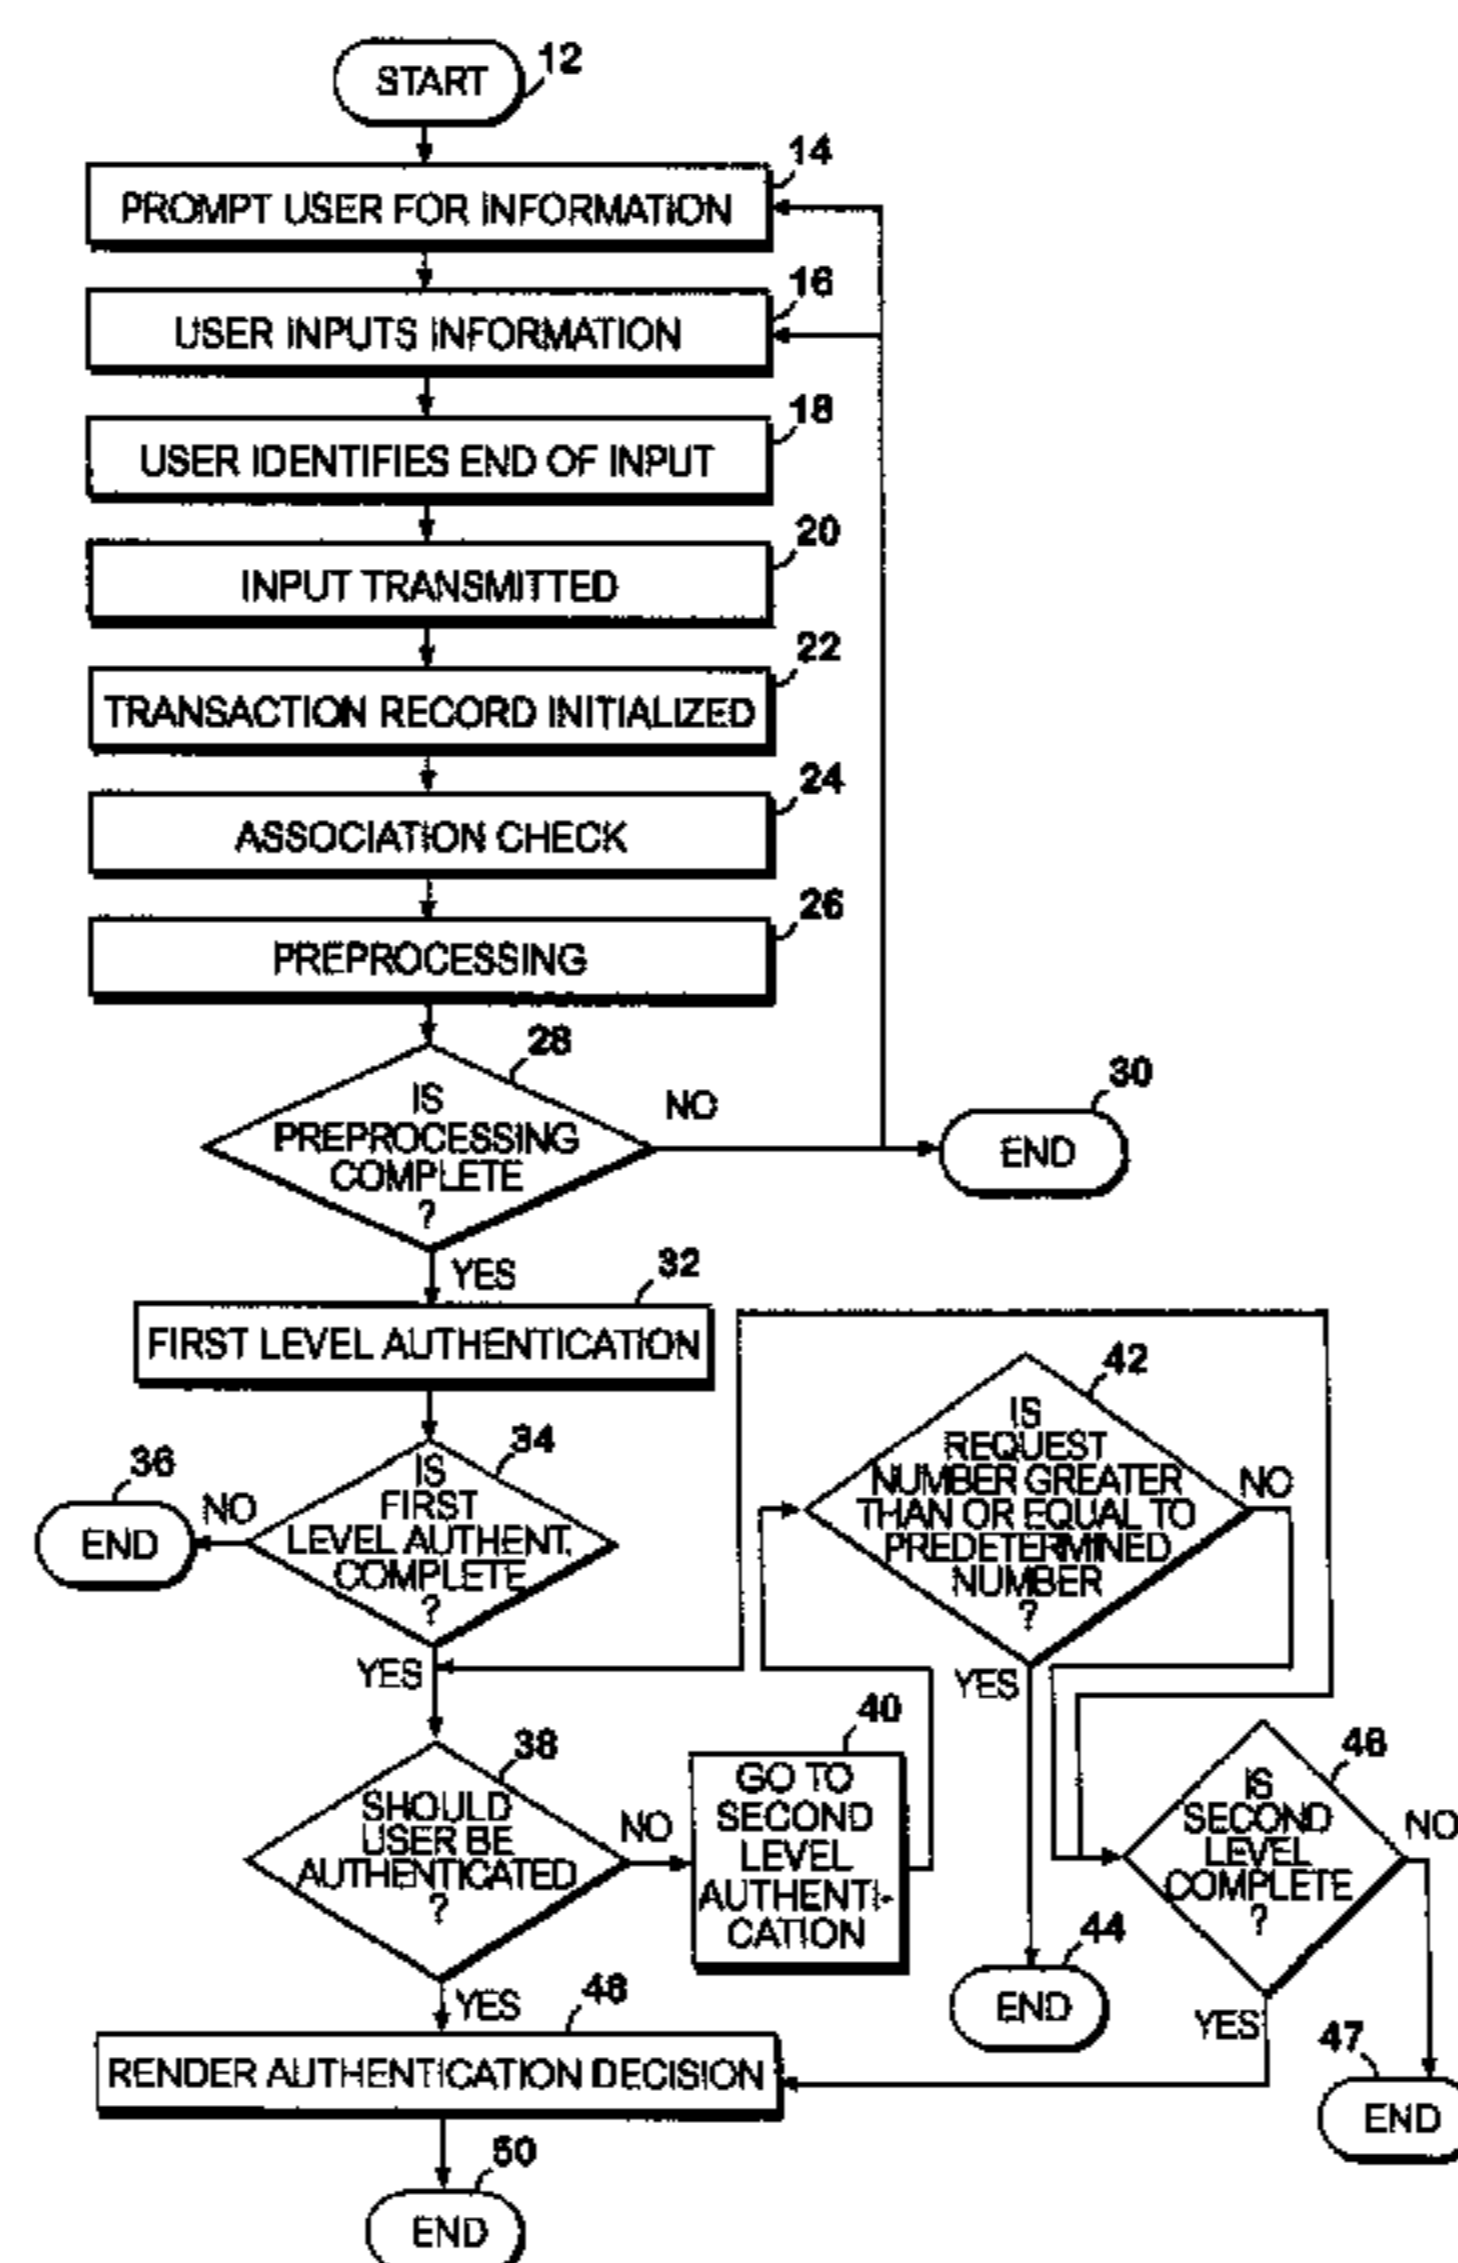 START
12
14
PROMPT USER FOR INFORMATION
16
USER INPUTS INFORMATION
18
USER IDENTIFIES END OF INPUT
20
INPUT TRANSMITTED
22
TRANSACTION RECORD INITIALIZED
24
ASSOCIATION CHECK
26
PREPROCESSING
28
IS
PREPROCESSING
COMPLETE
?
NO
30
END
YES
32
FIRST LEVEL AUTHENTICATION
34
IS
FIRST
LEVEL AUTHENT.
COMPLETE
?
NO
36
END
YES
42
IS
REQUEST
NUMBER GREATER
THAN OR EQUAL TO
PREDETERMINED
NUMBER
?
NO
YES
38
SHOULD
USER BE
AUTHENTICATED
?
NO
40
GO TO
SECOND
LEVEL
AUTHENTI-
CATION
44
END
46
IS
SECOND
LEVEL
COMPLETE
?
NO
YES
47
END
YES
48
RENDER AUTHENTICATION DECISION
50
END